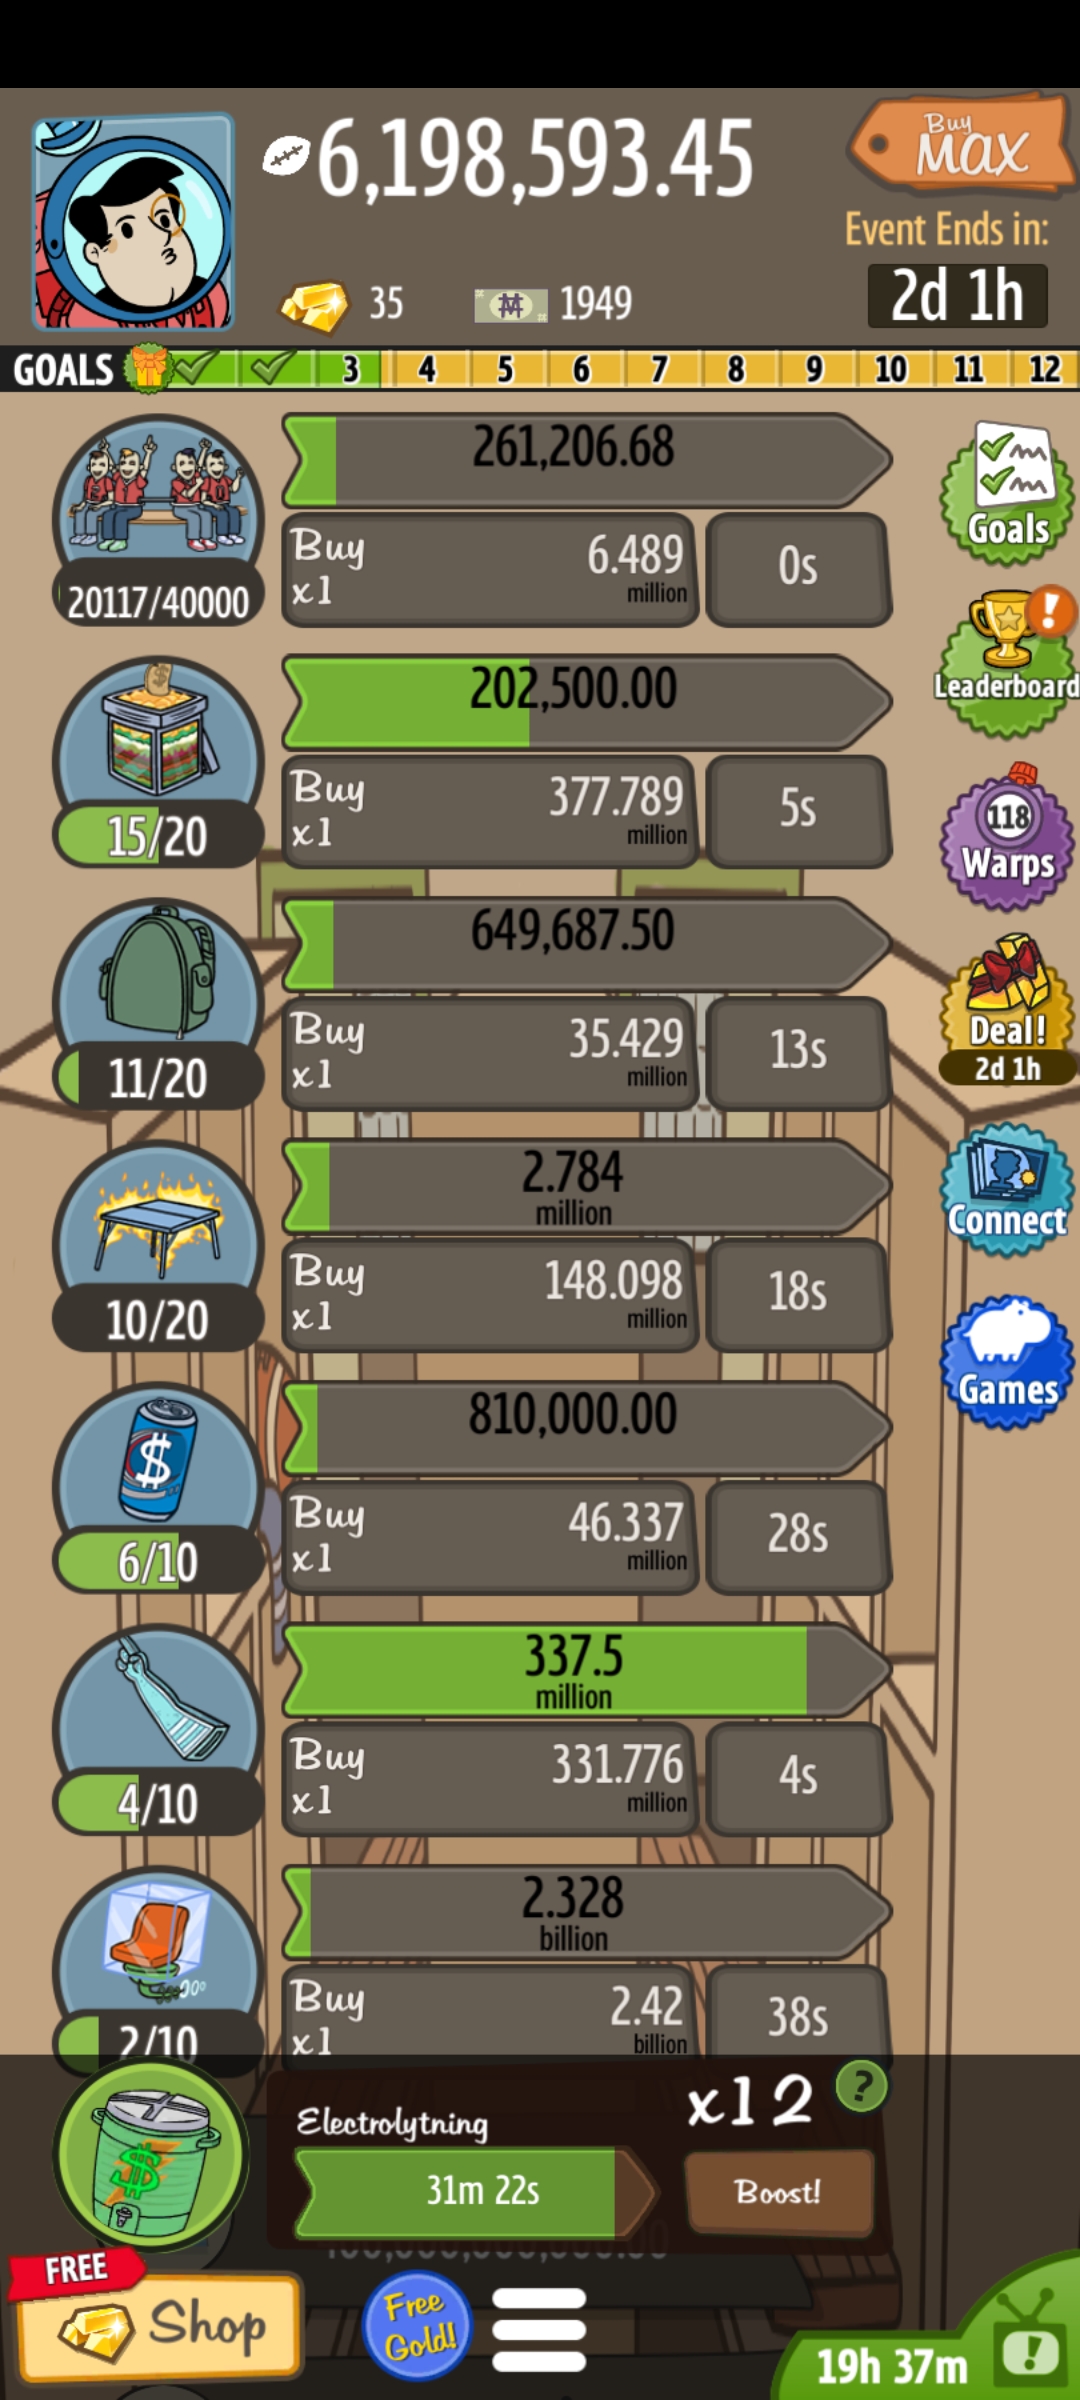 6,198,593.45
Buy
MAX
Event Ends in:
2d 1h
35
1949
GOALS 3 4 5 6 7 8 9 10 11 12
261,206.68
20117/40000
Buy
x1
6.489
million
0s
Goals
202,500.00
15/20
Buy
x1
377.789
million
5s
Leaderboard
649,687.50
11/20
Buy
x1
35.429
million
13s
118
Warps
2.784
million
10/20
Buy
x1
148.098
million
18s
Deal!
2d 1h
810,000.00
6/10
Buy
x1
46.337
million
28s
Connect
337.5
million
4/10
Buy
x1
331.776
million
4s
Games
2.328
billion
2/10
Buy
x1
2.42
billion
38s
Electrolytning
x12
?
31m 22s
Boost!
FREE
Shop
Free
Gold!
19h 37m